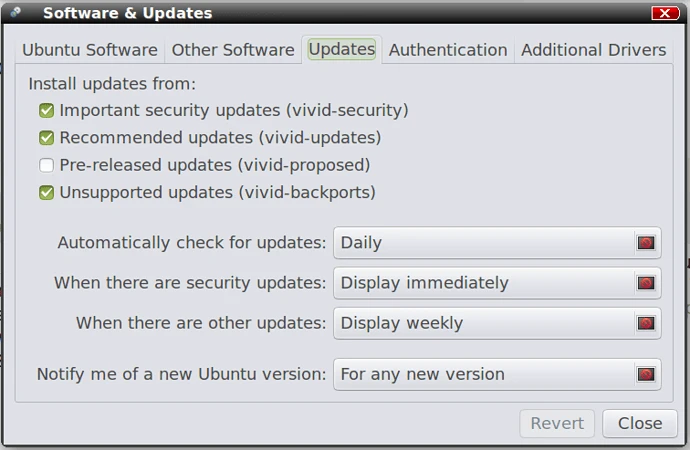 Software & Updates
Ubuntu Software Other Software Updates Authentication Additional Drivers
Install updates from:
Important security updates (vivid-security)
Recommended updates (vivid-updates)
Pre-released updates (vivid-proposed)
Unsupported updates (vivid-backports)
Automatically check for updates: Daily
When there are security updates: Display immediately
When there are other updates: Display weekly
Notify me of a new Ubuntu version: For any new version
Revert Close